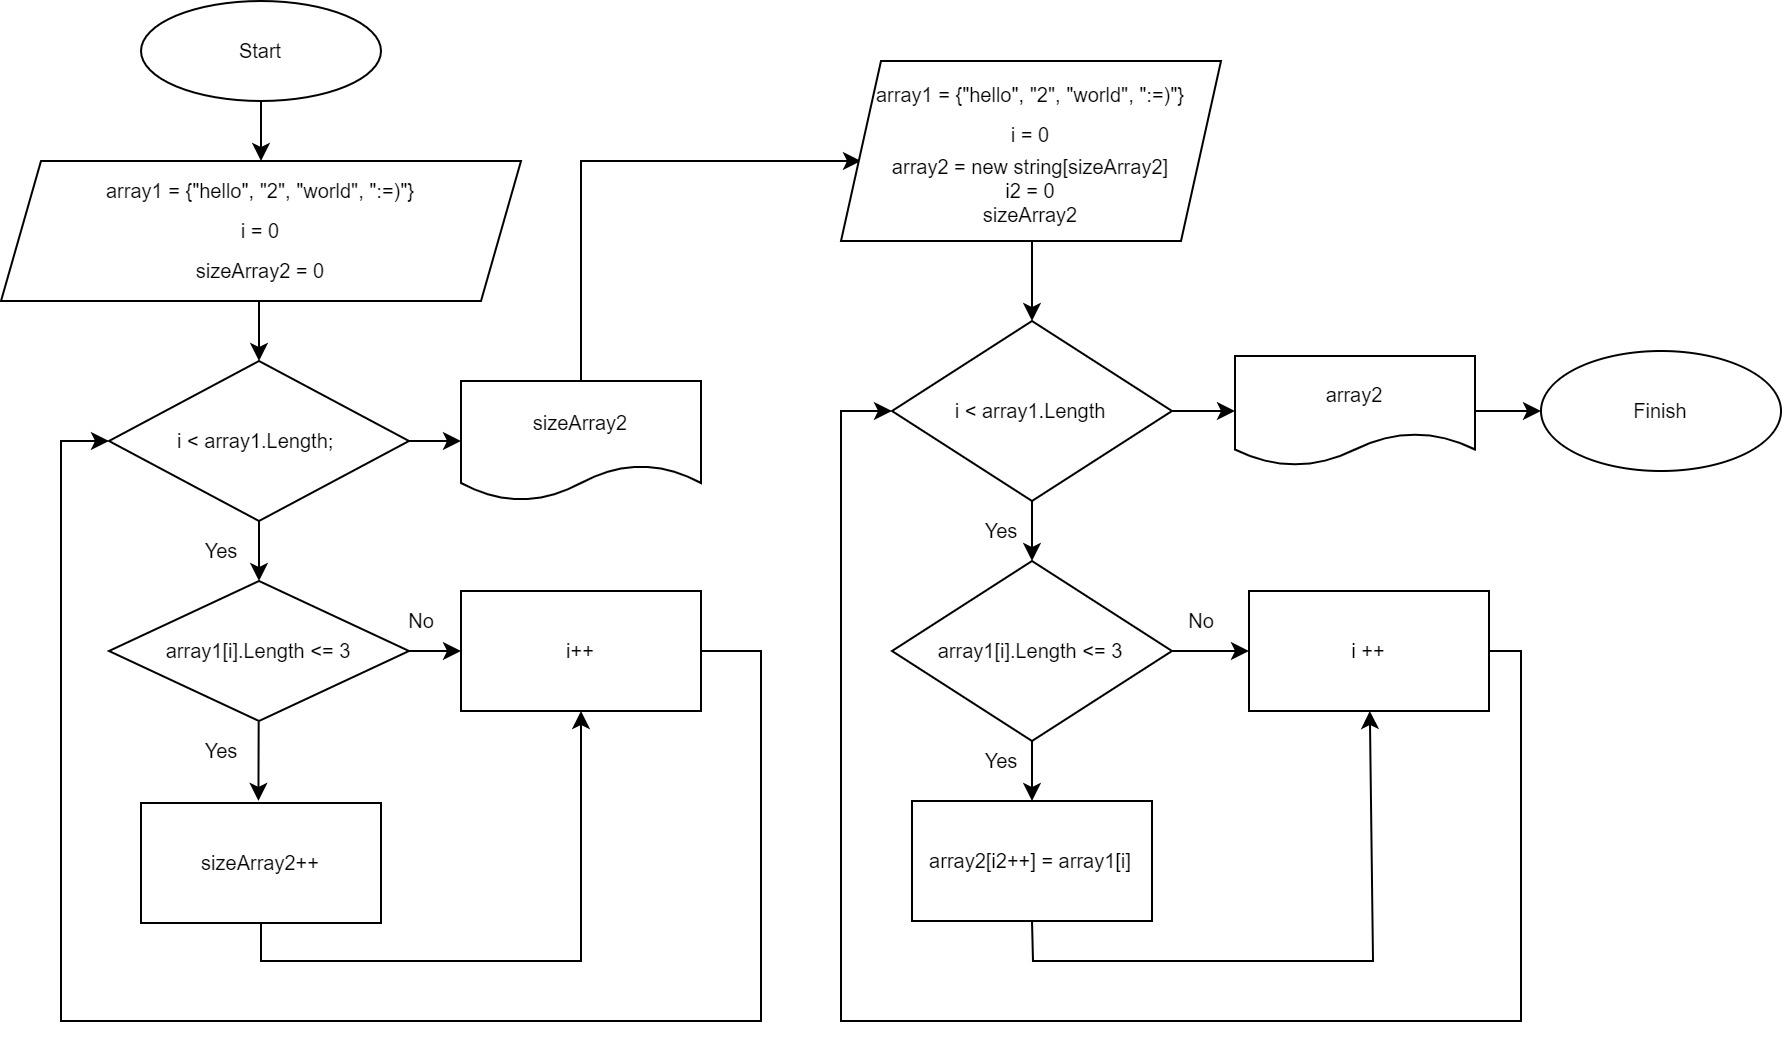 Start
array1 = {"hello", "2", "world", ":=)"}
i = 0
sizeArray2 = 0
i < array1.Length;
sizeArray2
Yes
array1[i].Length <= 3
No
i++
Yes
sizeArray2++
array1 = {"hello", "2", "world", ":=)"}
i = 0
array2 = new string[sizeArray2]
i2 = 0
sizeArray2
i < array1.Length
array2
Finish
Yes
array1[i].Length <= 3
No
i ++
Yes
array2[i2++] = array1[i]